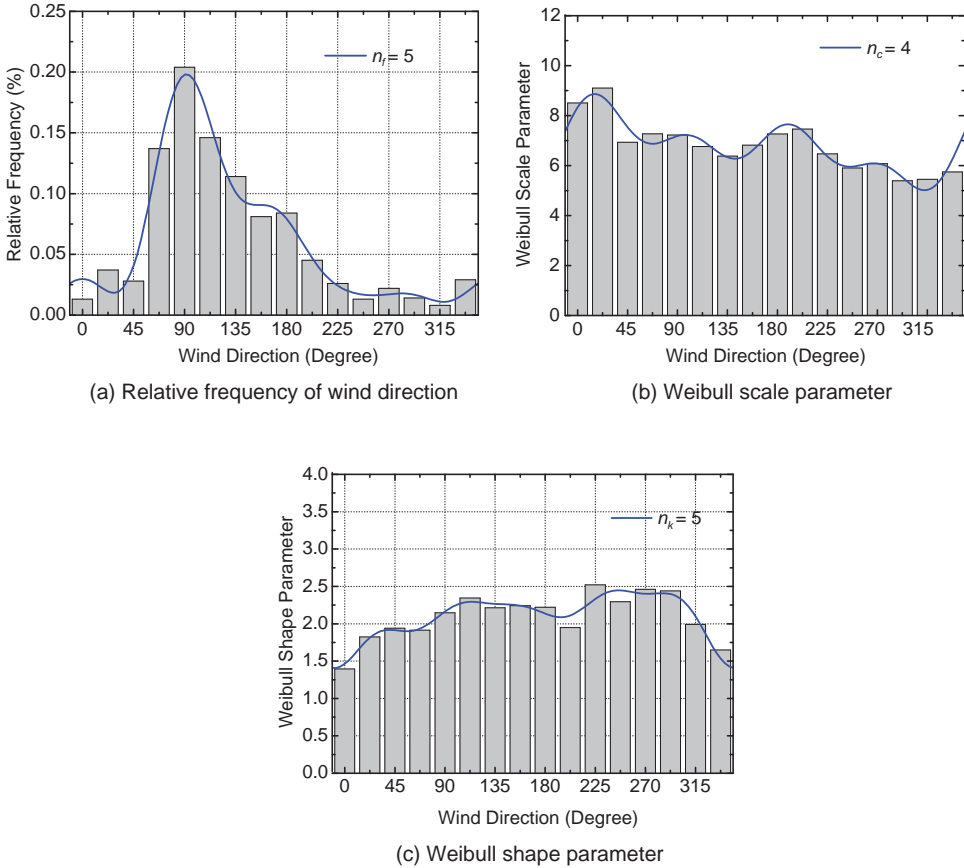 0.25
0.20
0.15
0.10
0.05
0.00
Relative Frequency (%)
n_f = 5
0 45 90 135 180 225 270 315
Wind Direction (Degree)
(a) Relative frequency of wind direction
12
10
8
6
4
2
0
Weibull Scale Parameter
n_c = 4
0 45 90 135 180 225 270 315
Wind Direction (Degree)
(b) Weibull scale parameter
4.0
3.5
3.0
2.5
2.0
1.5
1.0
0.5
0.0
Weibull Shape Parameter
n_k = 5
0 45 90 135 180 225 270 315
Wind Direction (Degree)
(c) Weibull shape parameter